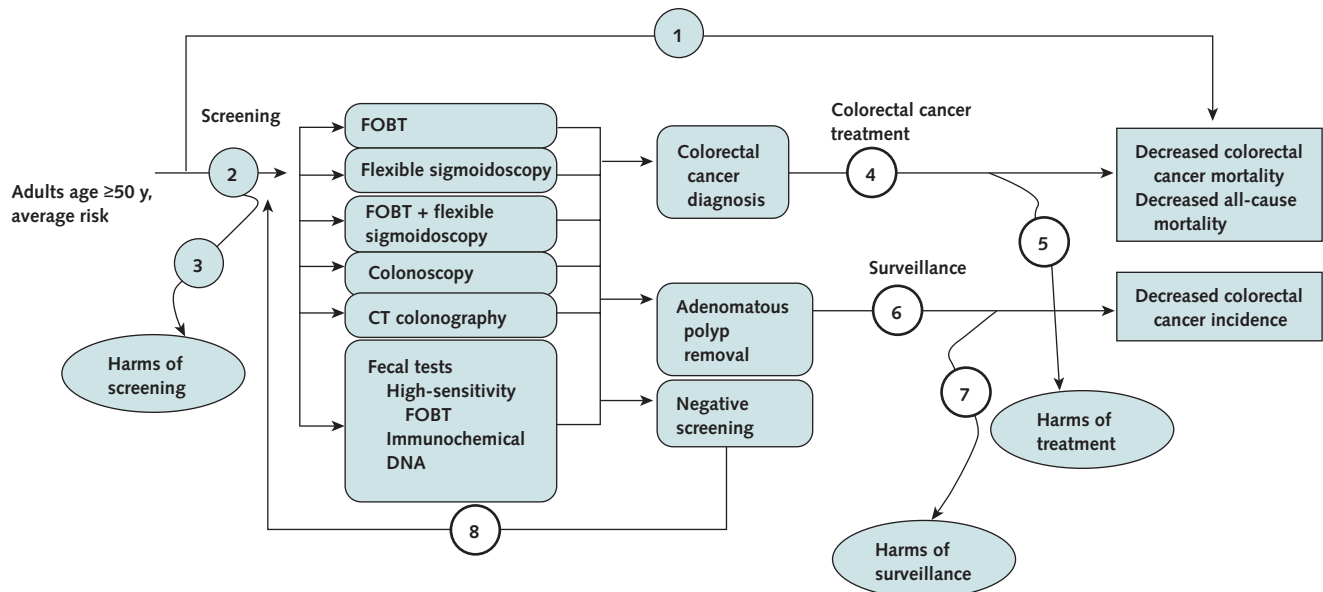 1
Screening
Adults age ≥50 y,
average risk
2
3
Harms of
screening
FOBT
Flexible sigmoidoscopy
FOBT + flexible
sigmoidoscopy
Colonoscopy
CT colonography
Fecal tests
High-sensitivity
FOBT
Immunochemical
DNA
Colorectal
cancer
diagnosis
Adenomatous
polyp
removal
Negative
screening
8
Colorectal cancer
treatment
4
5
Surveillance
6
7
Decreased colorectal
cancer mortality
Decreased all-cause
mortality
Decreased colorectal
cancer incidence
Harms of
treatment
Harms of
surveillance